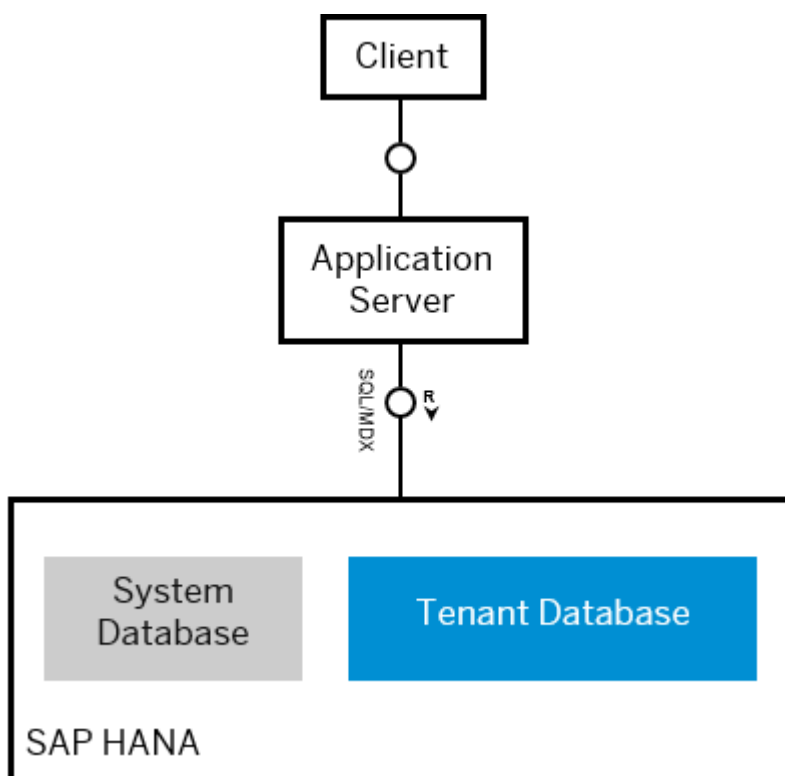 Client
Application
Server
SQL/MDX
R
System
Database
Tenant Database
SAP HANA